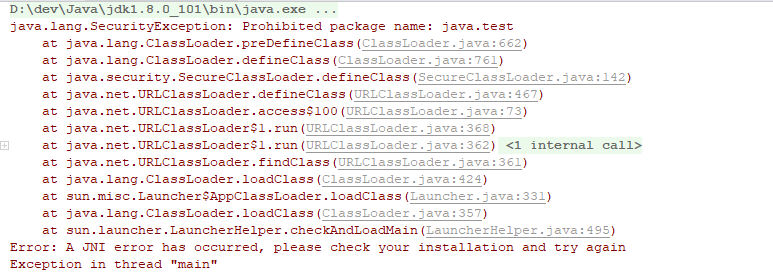 D:\dev\Java\jdk1.8.0_101\bin\java.exe ...
java.lang.SecurityException: Prohibited package name: java.test
at java.lang.ClassLoader.preDefineClass(ClassLoader.java:662)
at java.lang.ClassLoader.defineClass(ClassLoader.java:761)
at java.security.SecureClassLoader.defineClass(SecureClassLoader.java:142)
at java.net.URLClassLoader.defineClass(URLClassLoader.java:467)
at java.net.URLClassLoader.access$100(URLClassLoader.java:73)
at java.net.URLClassLoader$1.run(URLClassLoader.java:368)
at java.net.URLClassLoader$1.run(URLClassLoader.java:362) <1 internal call>
at java.net.URLClassLoader.findClass(URLClassLoader.java:361)
at java.lang.ClassLoader.loadClass(ClassLoader.java:424)
at sun.misc.Launcher$AppClassLoader.loadClass(Launcher.java:331)
at java.lang.ClassLoader.loadClass(ClassLoader.java:357)
at sun.launcher.LauncherHelper.checkAndLoadMain(LauncherHelper.java:495)
Error: A JNI error has occurred, please check your installation and try again
Exception in thread "main"